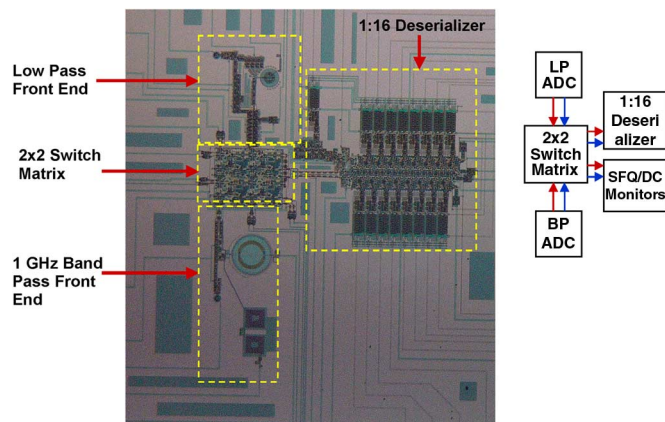 1:16 Deserializer
Low Pass
Front End
2x2 Switch
Matrix
1 GHz Band
Pass Front
End
LP
ADC
2x2
Switch
Matrix
BP
ADC
1:16
Deseri
alizer
SFQ/DC
Monitors